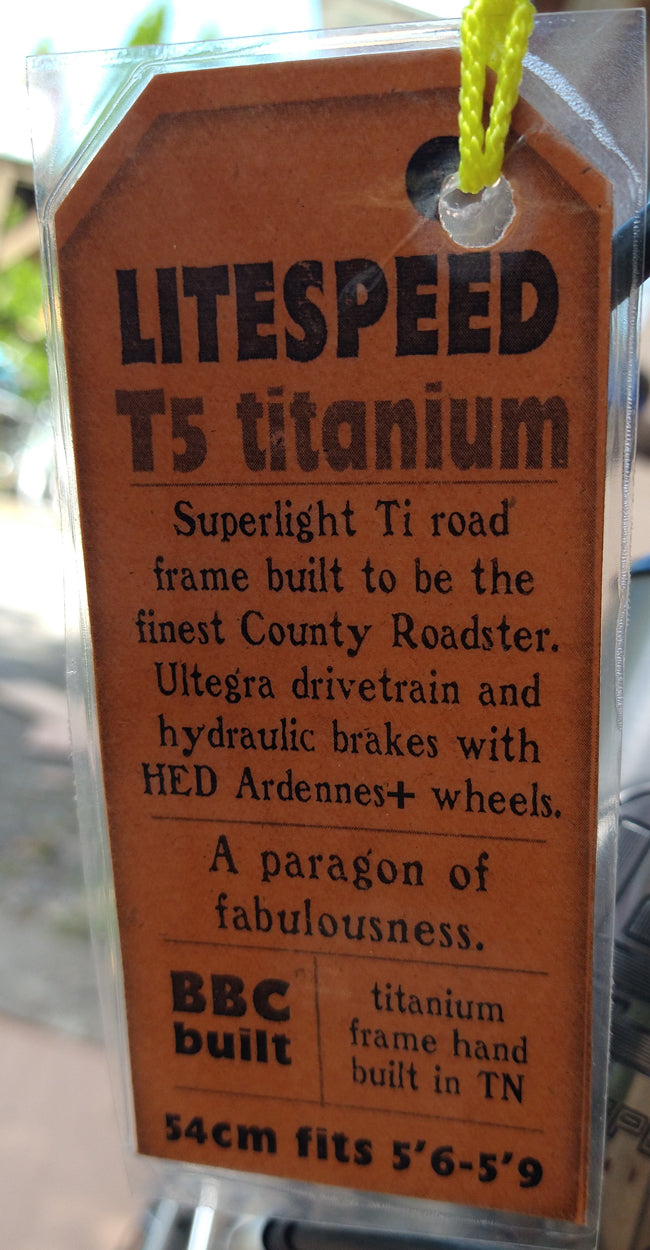 LITESPEED
T5 titanium
Superlight Ti road
frame built to be the
finest County Roadster.
Ultegra drivetrain and
hydraulic brakes with
HED Ardennes+ wheels.
A paragon of
fabulousness.
BBC
built
titanium
frame hand
built in TN
54cm fits 5'6-5'9